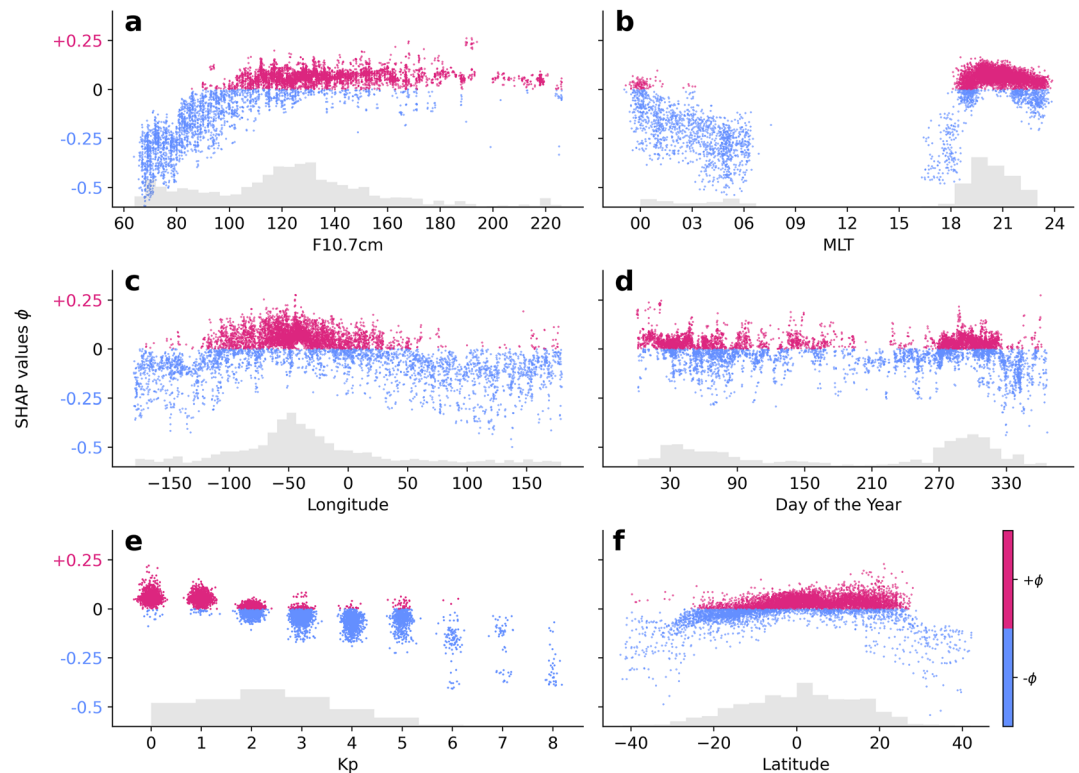 a
b
+0.25
0
-0.25
-0.5
60 80 100 120 140 160 180 200 220
00 03 06 09 12 15 18 21 24
F10.7cm
MLT
c
d
+0.25
0
-0.25
-0.5
SHAP values ϕ
−150 −100 −50 0 50 100 150
30 90 150 210 270 330
Longitude
Day of the Year
e
f
+0.25
0
-0.25
-0.5
+ϕ
-ϕ
0 1 2 3 4 5 6 7 8
−40 −20 0 20 40
Kp
Latitude